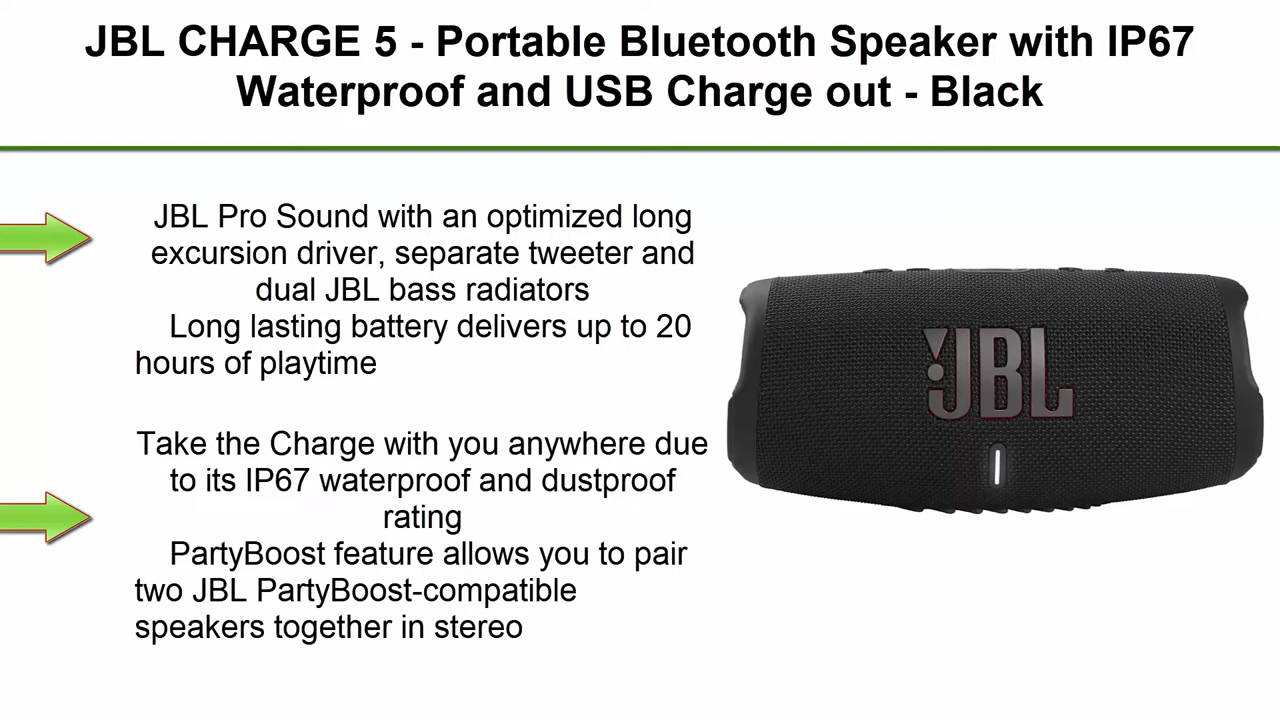 JBL CHARGE 5 - Portable Bluetooth Speaker with IP67
Waterproof and USB Charge out - Black
JBL Pro Sound with an optimized long
excursion driver, separate tweeter and
dual JBL bass radiators
Long lasting battery delivers up to 20
hours of playtime
Take the Charge with you anywhere due
to its IP67 waterproof and dustproof
rating
PartyBoost feature allows you to pair
two JBL PartyBoost-compatible
speakers together in stereo
JBL